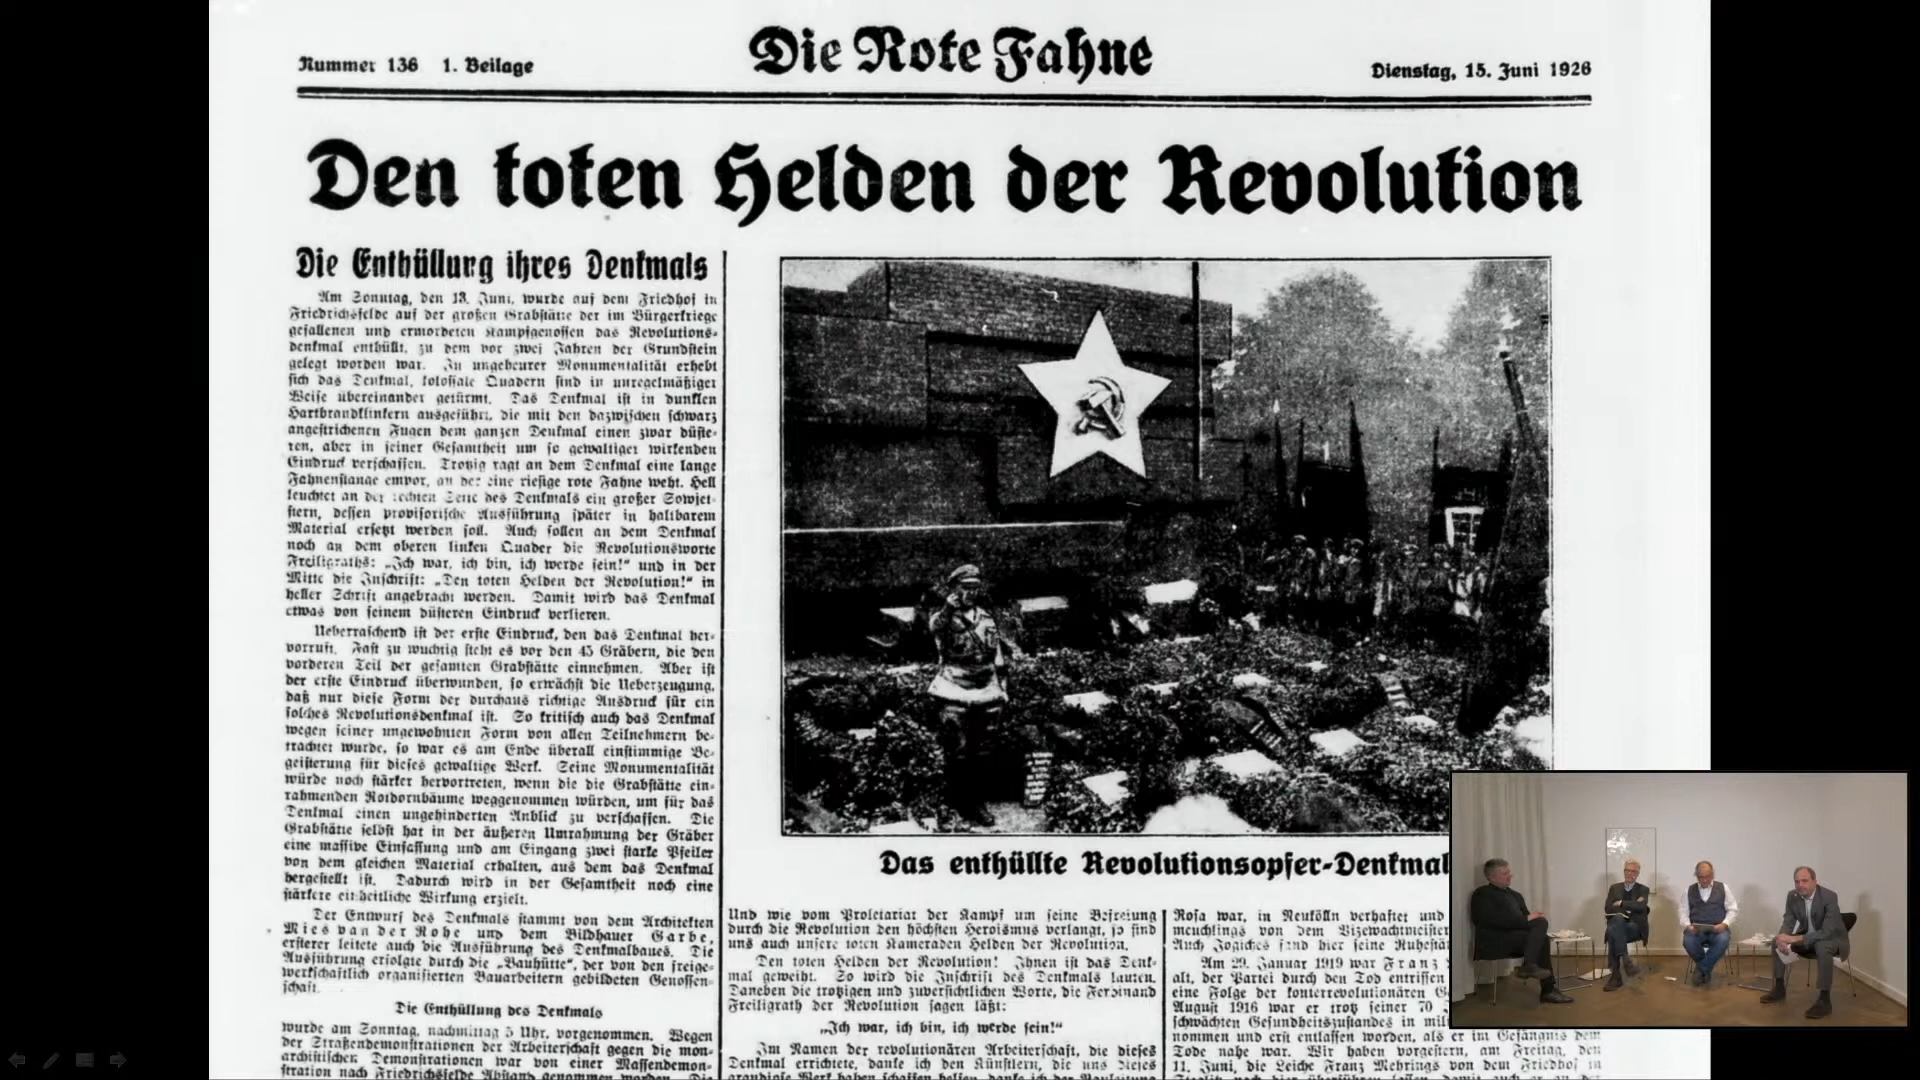 Nummer 136 1. Beilage
Die Rote Fahne
Dienstag, 15. Juni 1926
Den toten Helden der Revolution
Die Enthüllung ihres Denkmals
Am Sonntag, den 13. Juni, wurde auf dem Friedhof in
Friedrichsfelde auf der großen Grabstätte der im Bürgerkriege
gefallenen und ermordeten Kampfgenossen das Revolutions-
denkmal enthüllt, zu dem vor zwei Jahren der Grundstein
gelegt worden war. In ungeheurer Monumentalität erhebt
sich das Denkmal, kolossale Quadern sind in unregelmäßiger
Weise übereinander getürmt. Das Denkmal ist in dunklen
Hartbrandklinkern ausgeführt, die mit den dazwischen schwarz
angestrichenen Fugen dem ganzen Denkmal einen zwar düste-
ren, aber in seiner Gesamtheit um so gewaltiger wirkenden
Eindruck verschaffen. Trotzig ragt an dem Denkmal eine lange
Fahnenstange empor, an der eine riesige rote Fahne weht. Hell
leuchtet an der rechten Seite des Denkmals ein großer Sowjet-
stern, dessen provisorische Ausführung später in haltbarem
Material ersetzt werden soll. Auch sollen an dem Denkmal
noch an dem oberen linken Quader die Revolutionsworte
Freiligraths: „Ich war, ich bin, ich werde sein!“ und in der
Mitte die Inschrift: „Den toten Helden der Revolution!“ in
heller Schrift angebracht werden. Damit wird das Denkmal
etwas von seinem düsteren Eindruck verlieren.
Ueberraschend ist der erste Eindruck, den das Denkmal her-
vorruft. Fast zu wuchtig steht es vor den 45 Gräbern, die den
vorderen Teil der gesamten Grabstätte einnehmen. Aber ist
der erste Eindruck überwunden, so erwächst die Ueberzeugung,
daß nur diese Form der durchaus richtige Ausdruck für ein
solches Revolutionsdenkmal ist. So kritisch auch das Denkmal
wegen seiner ungewohnten Form von allen Teilnehmern be-
trachtet wurde, so war es am Ende überall einstimmige Be-
geisterung für dieses gewaltige Werk. Seine Monumentalität
würde noch stärker hervortreten, wenn die die Grabstätte ein-
rahmenden Rotdornbäume weggenommen würden, um für das
Denkmal einen ungehinderten Anblick zu verschaffen. Die
Grabstätte selbst hat in der äußeren Umrahmung der Gräber
eine massive Einfassung und am Eingang zwei starke Pfeiler
von dem gleichen Material erhalten, aus dem das Denkmal
hergestellt ist. Dadurch wird in der Gesamtheit noch eine
stärkere einheitliche Wirkung erzielt.
Der Entwurf des Denkmals stammt von dem Architekten
Mies van der Rohe und dem Bildhauer Garbe,
ersterer leitete auch die Ausführung des Denkmalbaues. Die
Ausführung erfolgte durch die „Bauhütte“, der von den freige-
werkschaftlich organisierten Bauarbeitern gebildeten Genossen-
schaft.
Die Enthüllung des Denkmals
wurde am Sonntag, nachmittag 5 Uhr, vorgenommen. Wegen
der Straßendemonstrationen der Arbeiterschaft gegen die mon-
archistischen Demonstrationen war von einer Massendemon-
stration nach Friedrichsfelde Abstand genommen worden. Die
Das enthüllte Revolutionsopfer-Denkmal
Und wie vom Proletariat der Kampf um seine Befreiung
durch die Revolution den höchsten Heroismus verlangt, so sind
uns auch unsere toten Kameraden Helden der Revolution.
Den toten Helden der Revolution! Ihnen ist das Denk-
mal geweiht. So wird die Inschrift des Denkmals lauten.
Daneben die trotzigen und zuversichtlichen Worte, die Ferdinand
Freiligrath der Revolution sagen läßt:
„Ich war, ich bin, ich werde sein!“
Im Namen der revolutionären Arbeiterschaft, die dieses
Denkmal errichtete, danke ich den Künstlern, die uns dieses
grandiose Werk haben schaffen helfen, danke ich der Bauleitung
Rosa war, in Neukölln verhaftet und
meuchlings von dem Vizewachtmeister
Auch Jogiches fand hier seine Ruhestät
Am 29. Januar 1919 war Franz
alt, der Partei durch den Tod entrissen
eine Folge der konterrevolutionären
August 1916 war er trotz seiner 70
schwächten Gesundheitszustandes in mil
nommen und erst entlassen worden, als er im Gefängnis dem
Tode nahe war. Wir haben vorgestern, am Freitag, den
11. Juni, die Leiche Franz Mehrings von dem Friedhof in